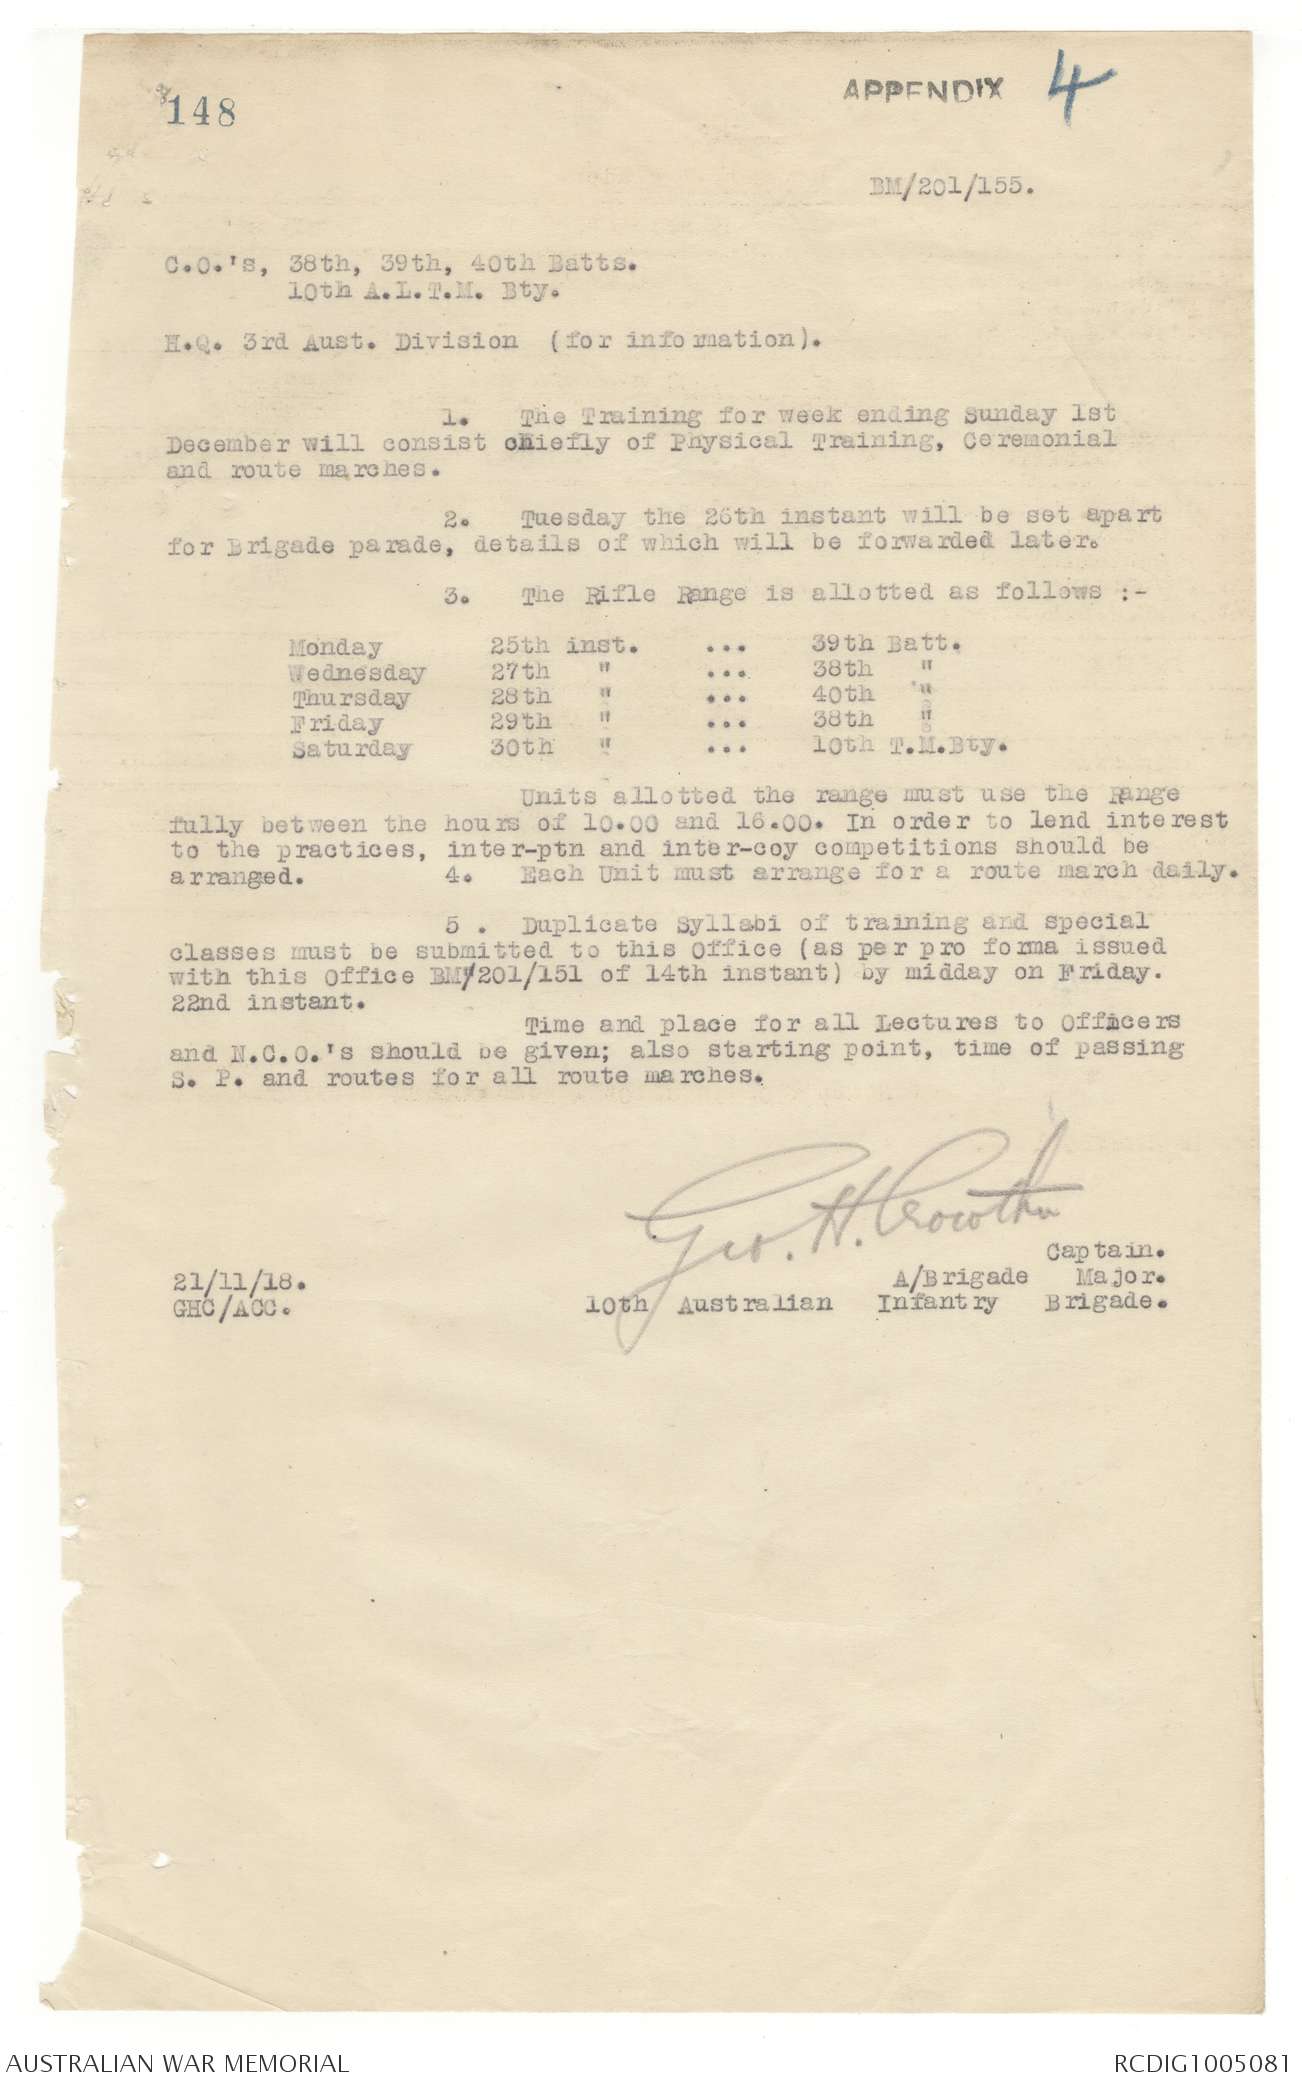 148
APPENDIX 4
BM/201/155.
C.O.'s, 38th, 39th, 40th Batts.
10th A.L.T.M. Bty.
H.Q. 3rd Aust. Division (for information).
1. The Training for week ending Sunday 1st
December will consist chiefly of Physical Training, Ceremonial
and route marches.
2. Tuesday the 26th instant will be set apart
for Brigade parade, details of which will be forwarded later.
3. The Rifle Range is allotted as follows :-
Monday 25th inst. ... 39th Batt.
Wednesday 27th " ... 38th "
Thursday 28th " ... 40th "
Friday 29th " ... 38th "
Saturday 30th " ... 10th T.M.Bty.
Units allotted the range must use the Range
fully between the hours of 10.00 and 16.00. In order to lend interest
to the practices, inter-ptn and inter-coy competitions should be
arranged. 4. Each Unit must arrange for a route march daily.
5 . Duplicate Syllabi of training and special
classes must be submitted to this Office (as per pro forma issued
with this Office BM/201/151 of 14th instant) by midday on Friday.
22nd instant.
Time and place for all Lectures to Officers
and N.C.O.'s should be given; also starting point, time of passing
S. P. and routes for all route marches.
Geo. H. Crowther
Captain.
21/11/18. A/Brigade Major.
GHC/ACC. 10th Australian Infantry Brigade.
AUSTRALIAN WAR MEMORIAL RCDIG1005081